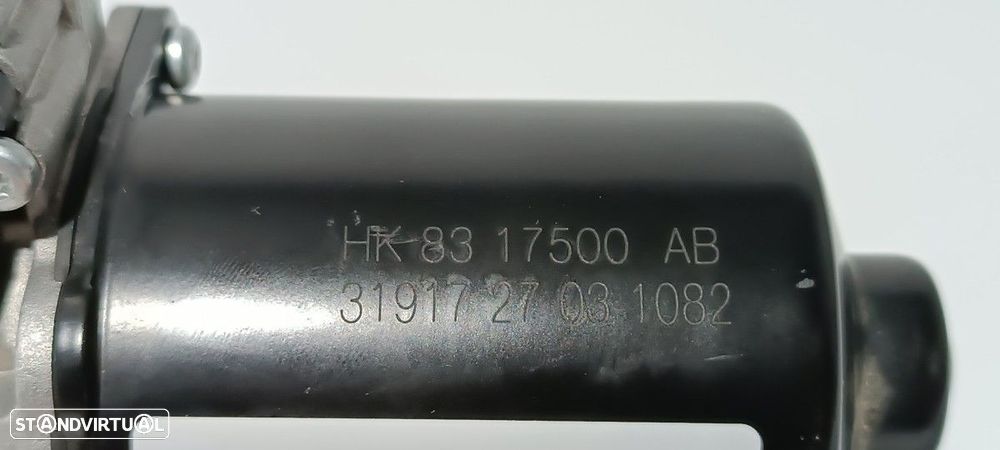 HK 83 17500 AB
31917 27 03 1082
STANDVIRTUAL